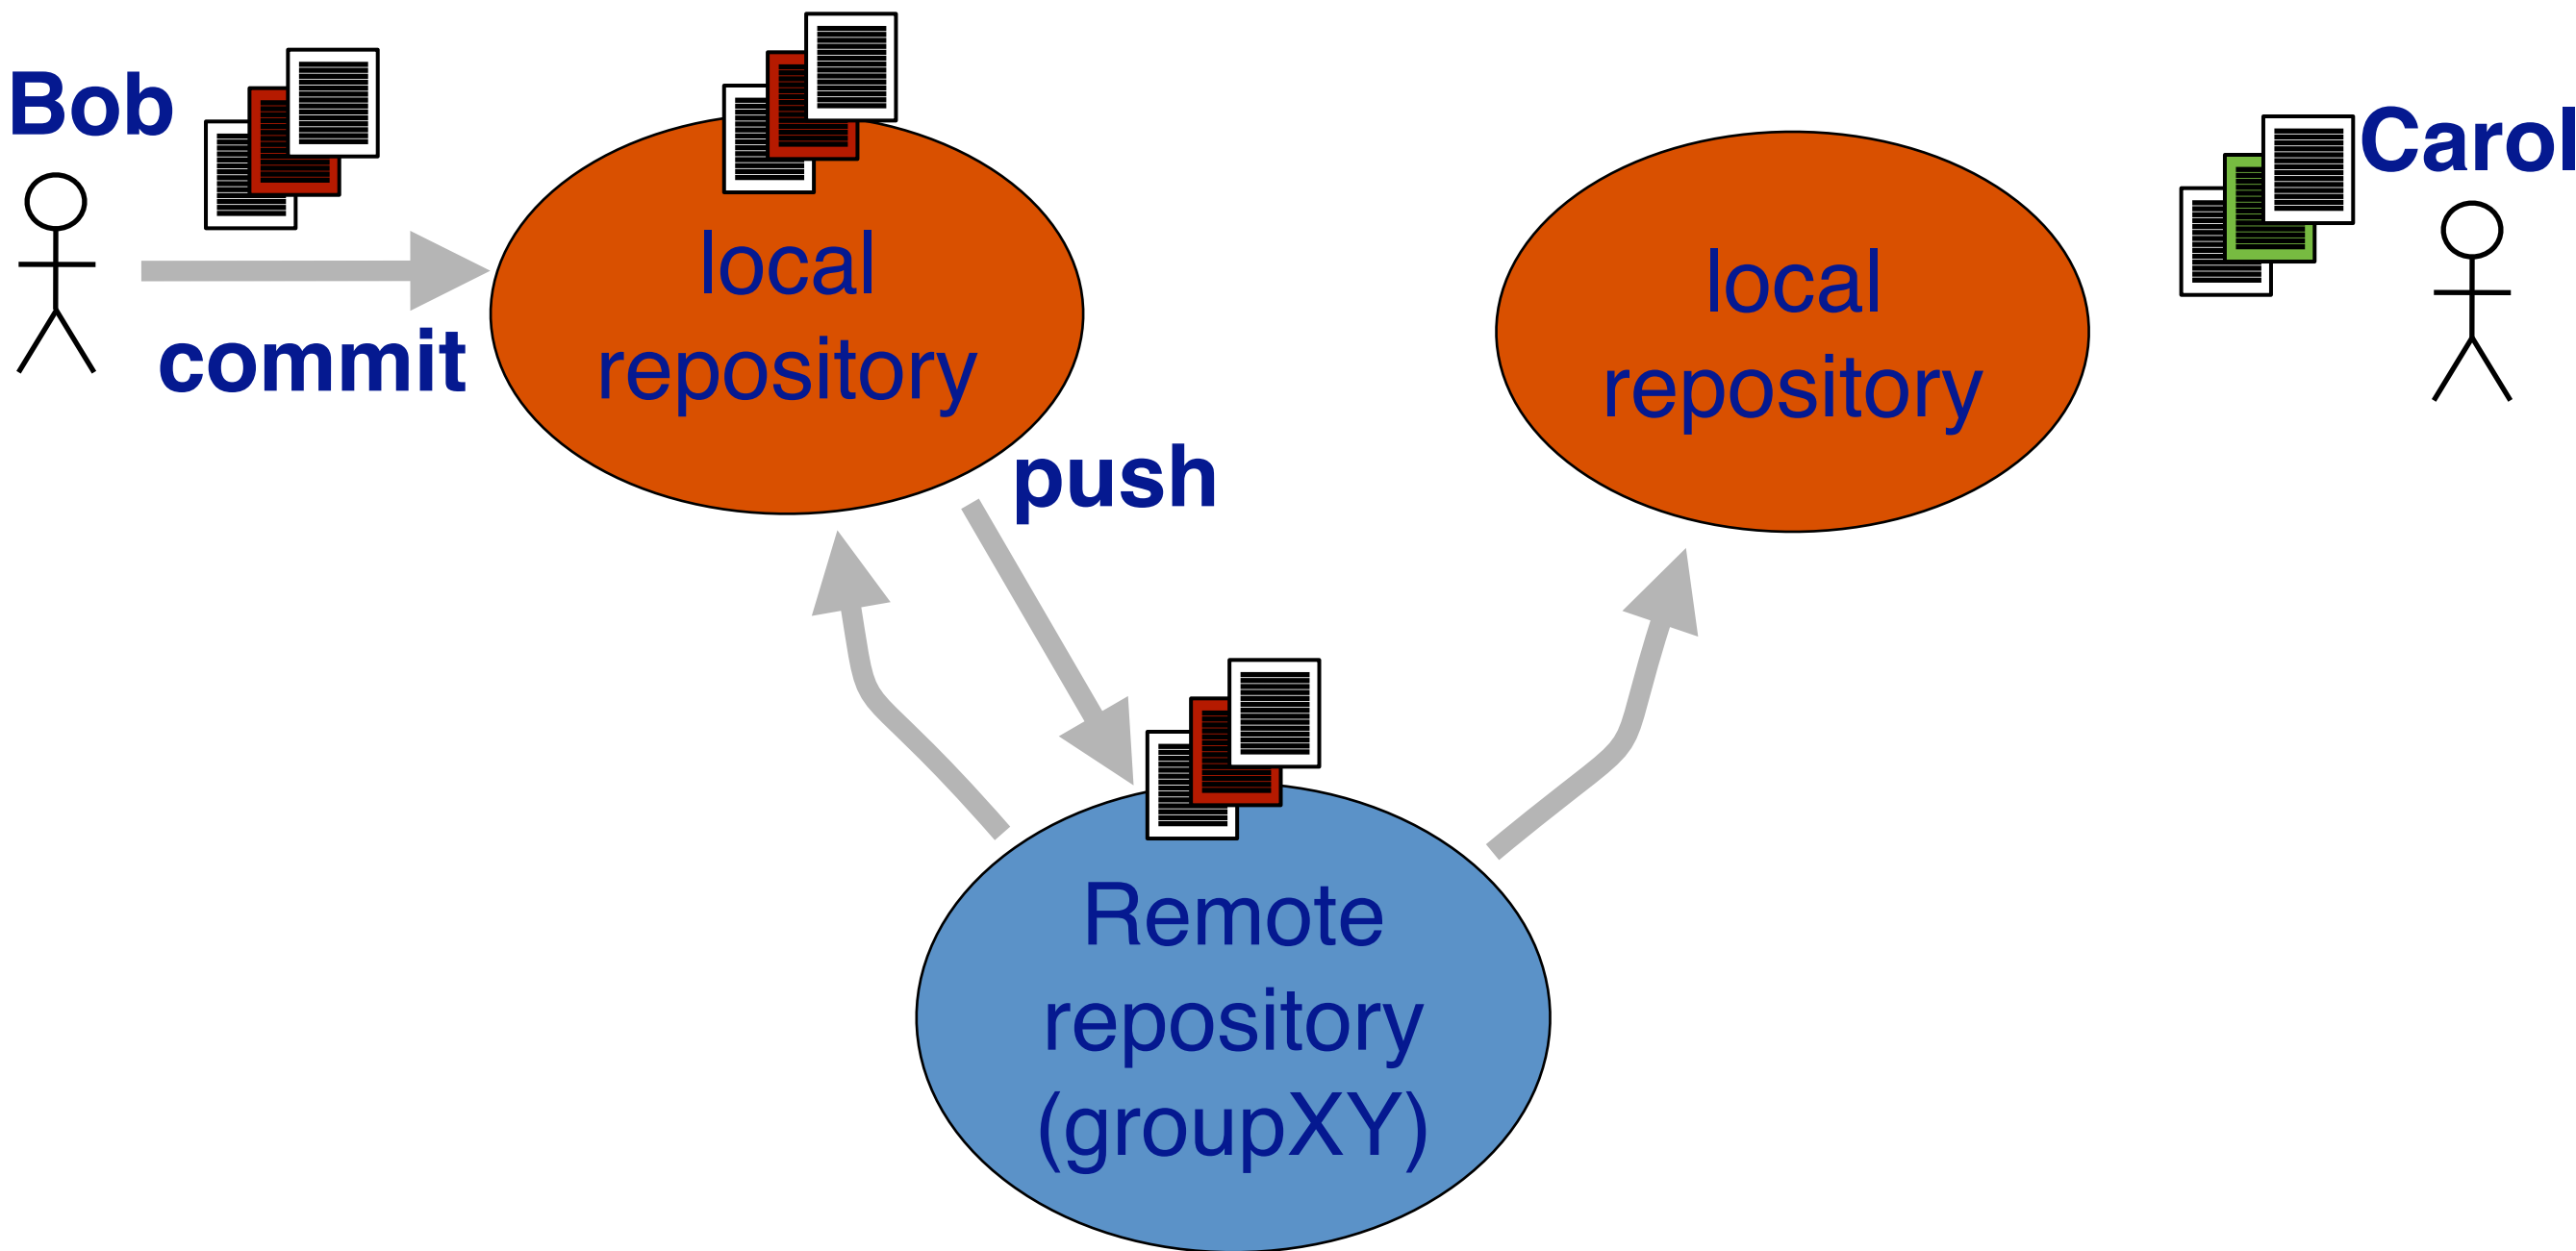 Bob
commit
local
repository
push
local
repository
Carol
Remote
repository
(groupXY)